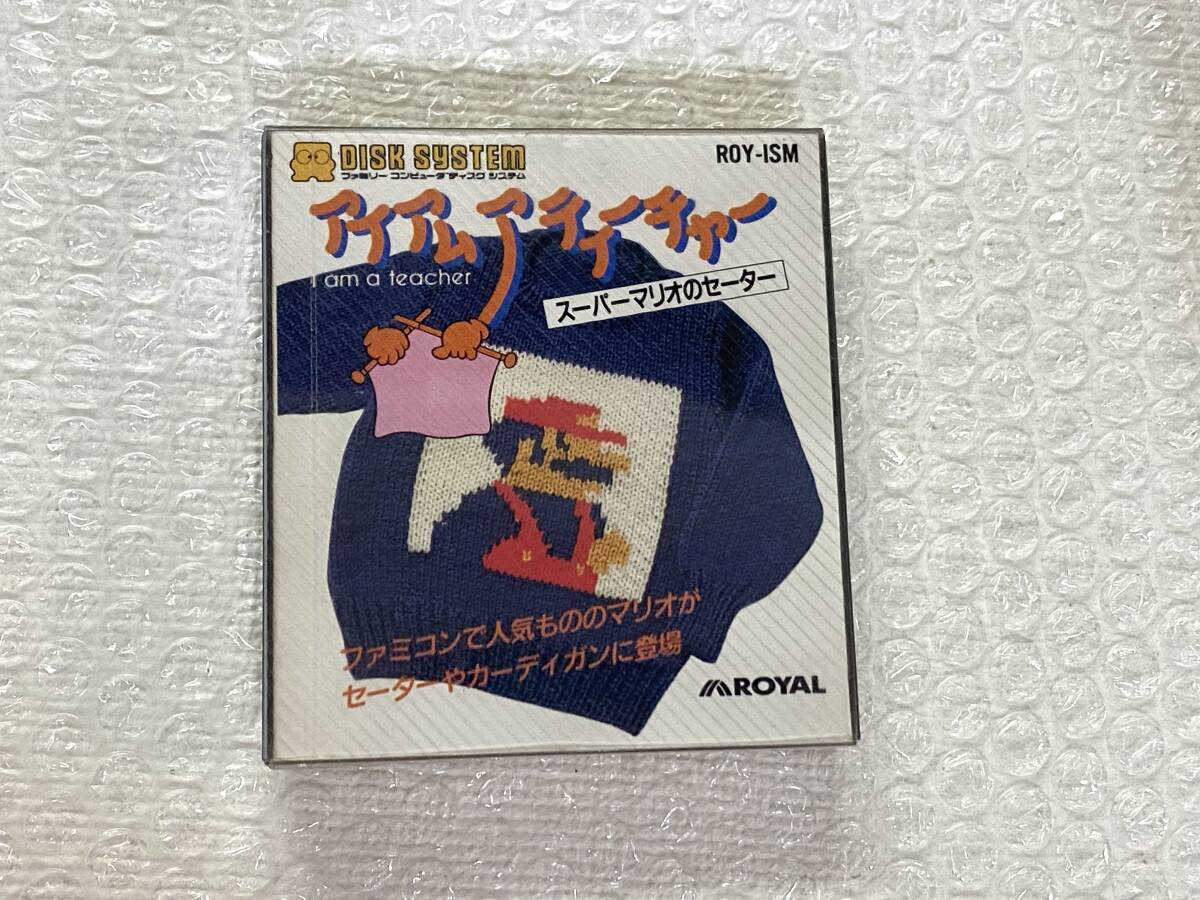 DISK SYSTEM
ROY-ISM
ファミリー コンピュータ ディスク システム
アイアム ア ティーチャー
I am a teacher
スーパーマリオのセーター
ファミコンで人気もののマリオが
セーターやカーディガンに登場
ROYAL